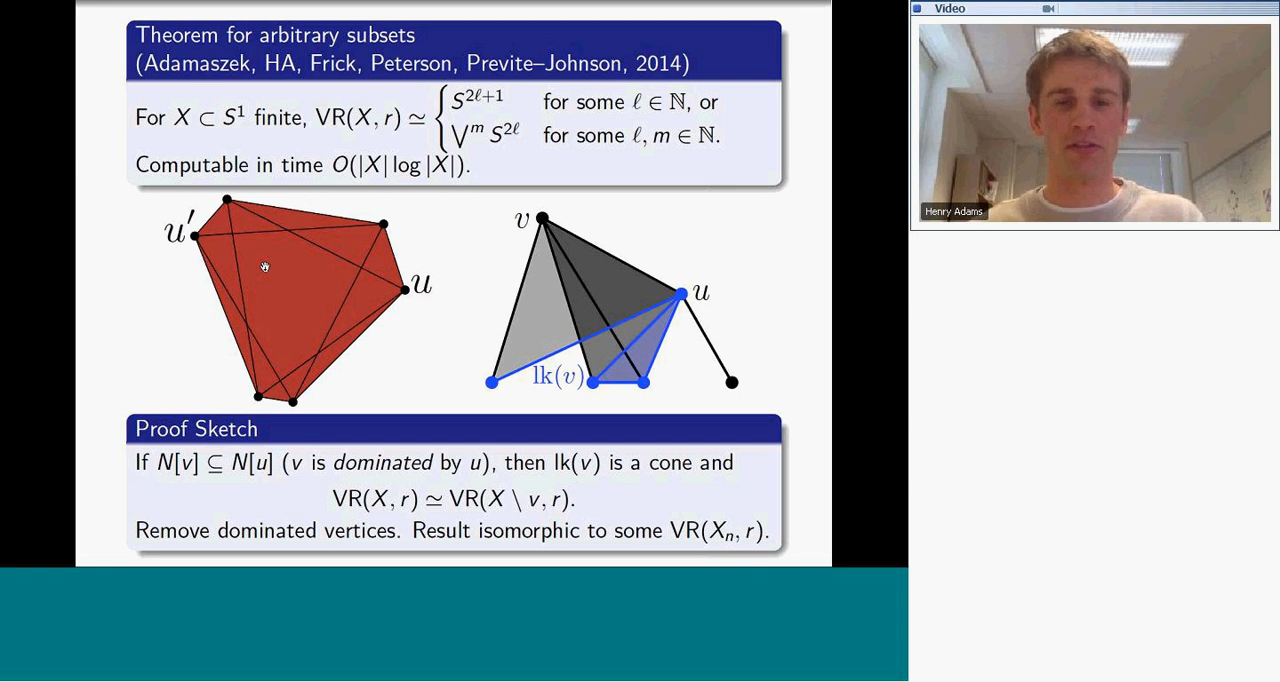 Theorem for arbitrary subsets
(Adamaszek, HA, Frick, Peterson, Previte–Johnson, 2014)
For X ⊂ S¹ finite, VR(X, r) ≃ { S^{2ℓ+1} for some ℓ ∈ ℕ, or
⋁^m S^{2ℓ} for some ℓ, m ∈ ℕ.
Computable in time O(|X| log |X|).
u′
u
v
u
lk(v)
Proof Sketch
If N[v] ⊆ N[u] (v is dominated by u), then lk(v) is a cone and
VR(X, r) ≃ VR(X \ v, r).
Remove dominated vertices. Result isomorphic to some VR(X_n, r).
Video
Henry Adams